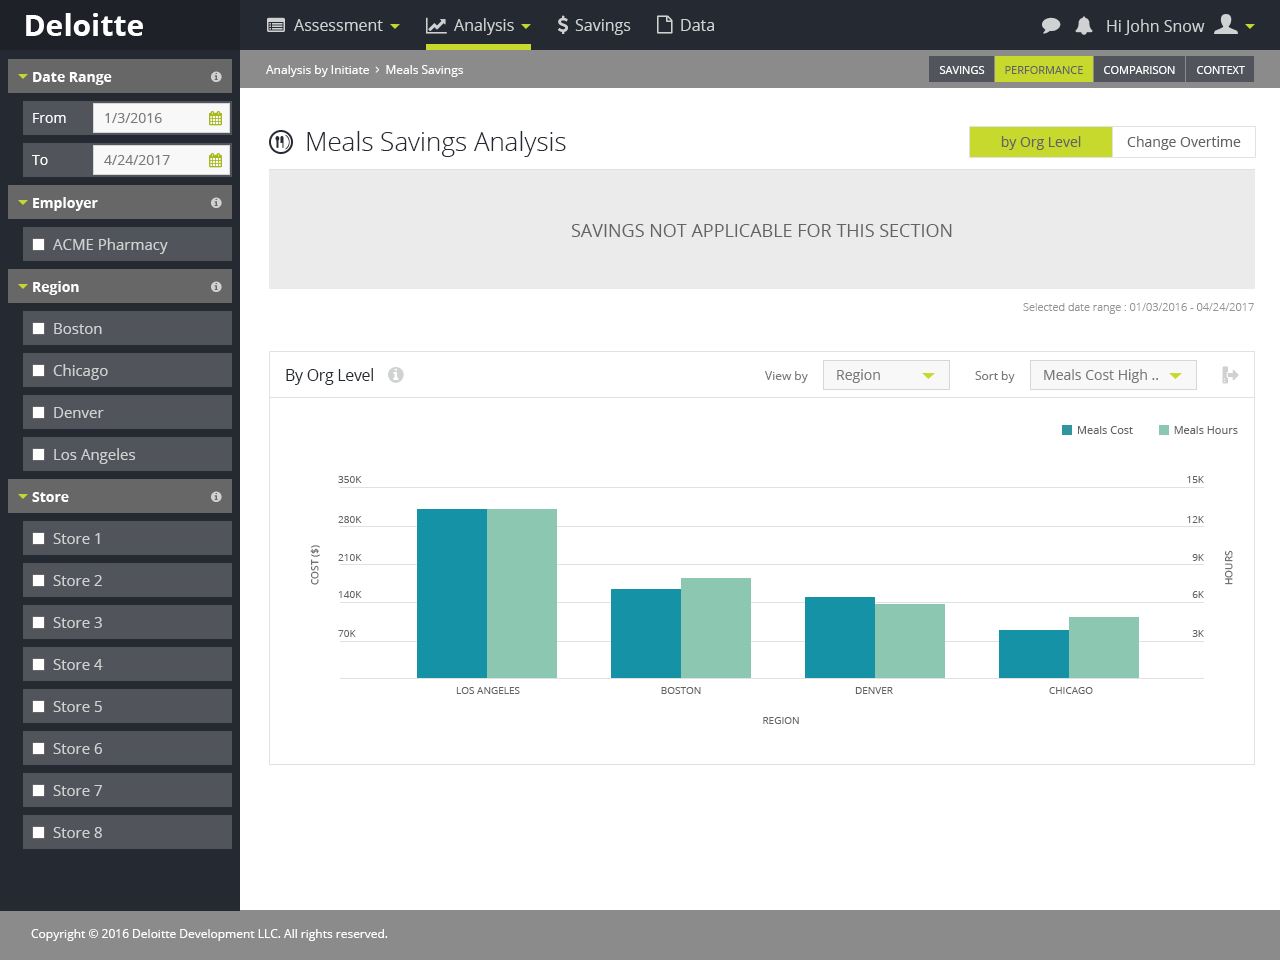 Deloitte
Assessment Analysis Savings Data Hi John Snow
Analysis by Initiate › Meals Savings
SAVINGS PERFORMANCE COMPARISON CONTEXT
Date Range
From 1/3/2016
To 4/24/2017
Employer
ACME Pharmacy
Region
Boston
Chicago
Denver
Los Angeles
Store
Store 1
Store 2
Store 3
Store 4
Store 5
Store 6
Store 7
Store 8
Meals Savings Analysis
by Org Level Change Overtime
SAVINGS NOT APPLICABLE FOR THIS SECTION
Selected date range : 01/03/2016 - 04/24/2017
By Org Level View by Region Sort by Meals Cost High ..
Meals Cost Meals Hours
350K 15K
280K 12K
210K 9K
140K 6K
70K 3K
COST ($)
HOURS
LOS ANGELES BOSTON DENVER CHICAGO
REGION
Copyright © 2016 Deloitte Development LLC. All rights reserved.